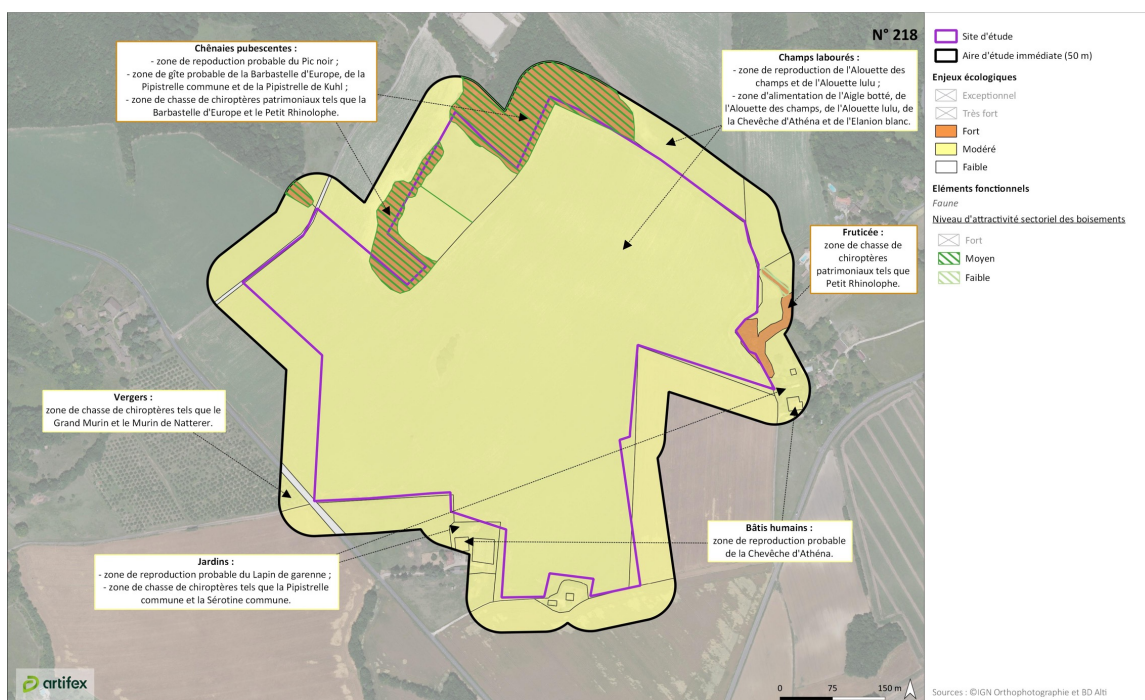 N° 218
Chênaies pubescentes :
- zone de reproduction probable du Pic noir ;
- zone de gîte probable de la Barbastelle d'Europe, de la
Pipistrelle commune et de la Pipistrelle de Kuhl ;
- zone de chasse de chiroptères patrimoniaux tels que la
Barbastelle d'Europe et le Petit Rhinolophe.
Champs labourés :
- zone de reproduction de l'Alouette des
champs et de l'Alouette lulu ;
- zone d'alimentation de l'Aigle botté, de
l'Alouette des champs, de l'Alouette lulu, de
la Chevêche d'Athéna et de l'Elanion blanc.
Fruticée :
zone de chasse de
chiroptères
patrimoniaux tels que
Petit Rhinolophe.
Vergers :
zone de chasse de chiroptères tels que le
Grand Murin et le Murin de Natterer.
Bâtis humains :
zone de reproduction probable
de la Chevêche d'Athéna.
Jardins :
- zone de reproduction probable du Lapin de garenne ;
- zone de chasse de chiroptères tels que la Pipistrelle
commune et la Sérotine commune.
artifex
0 75 150 m
Site d'étude
Aire d'étude immédiate (50 m)
Enjeux écologiques
Exceptionnel
Très fort
Fort
Modéré
Faible
Eléments fonctionnels
Faune
Niveau d'attractivité sectoriel des boisements
Fort
Moyen
Faible
Sources : ©IGN Orthophotographie et BD Alti